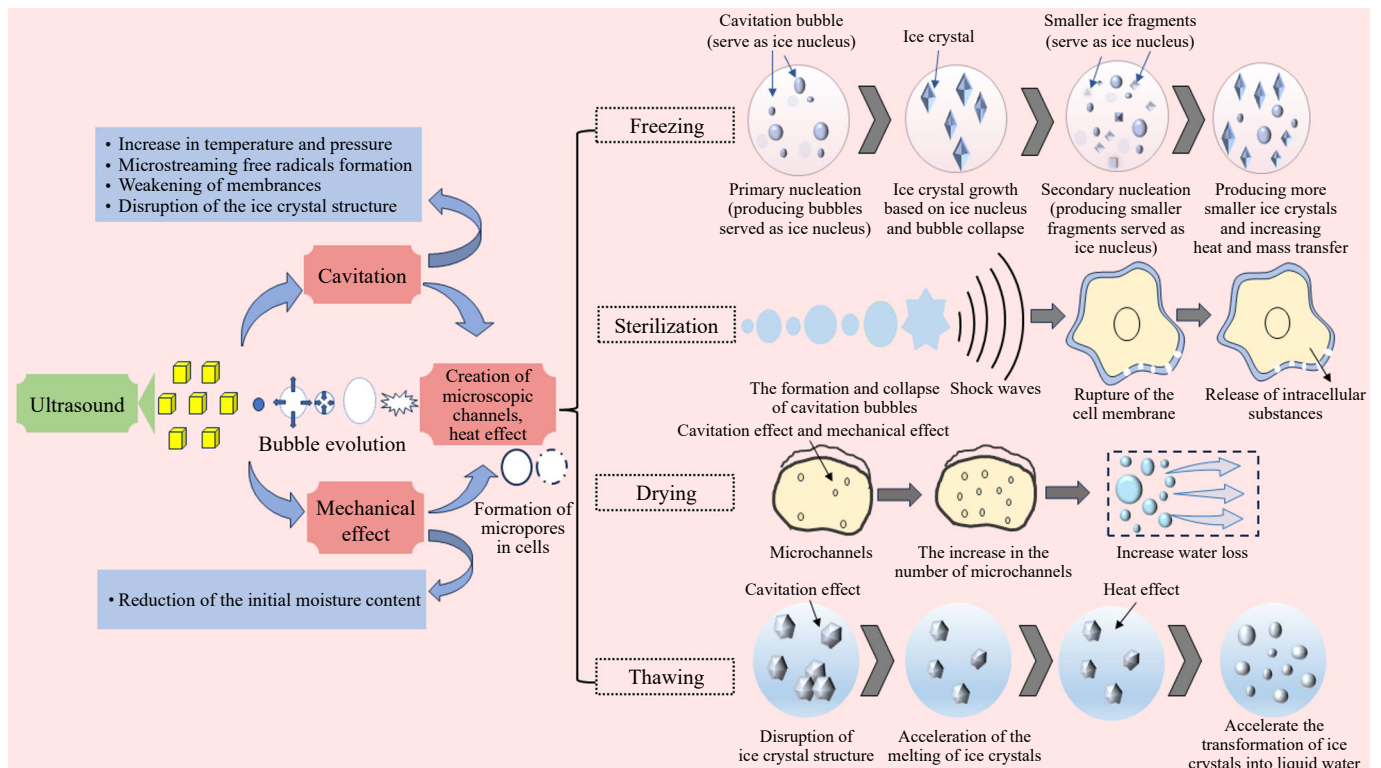 • Increase in temperature and pressure
• Microstreaming free radicals formation
• Weakening of membrances
• Disruption of the ice crystal structure
Cavitation
Ultrasound
Bubble evolution
Creation of
microscopic
channels,
heat effect
Mechanical
effect
Formation of
micropores
in cells
• Reduction of the initial moisture content
Freezing
Cavitation bubble
(serve as ice nucleus)
Ice crystal
Smaller ice fragments
(serve as ice nucleus)
Primary nucleation
(producing bubbles
served as ice nucleus)
Ice crystal growth
based on ice nucleus
and bubble collapse
Secondary nucleation
(producing smaller
fragments served as
ice nucleus)
Producing more
smaller ice crystals
and increasing
heat and mass transfer
Sterilization
The formation and collapse
of cavitation bubbles
Shock waves
Rupture of the
cell membrane
Release of intracellular
substances
Drying
Cavitation effect and mechanical effect
Microchannels
The increase in the
number of microchannels
Increase water loss
Thawing
Cavitation effect
Heat effect
Disruption of
ice crystal structure
Acceleration of the
melting of ice crystals
Accelerate the
transformation of ice
crystals into liquid water